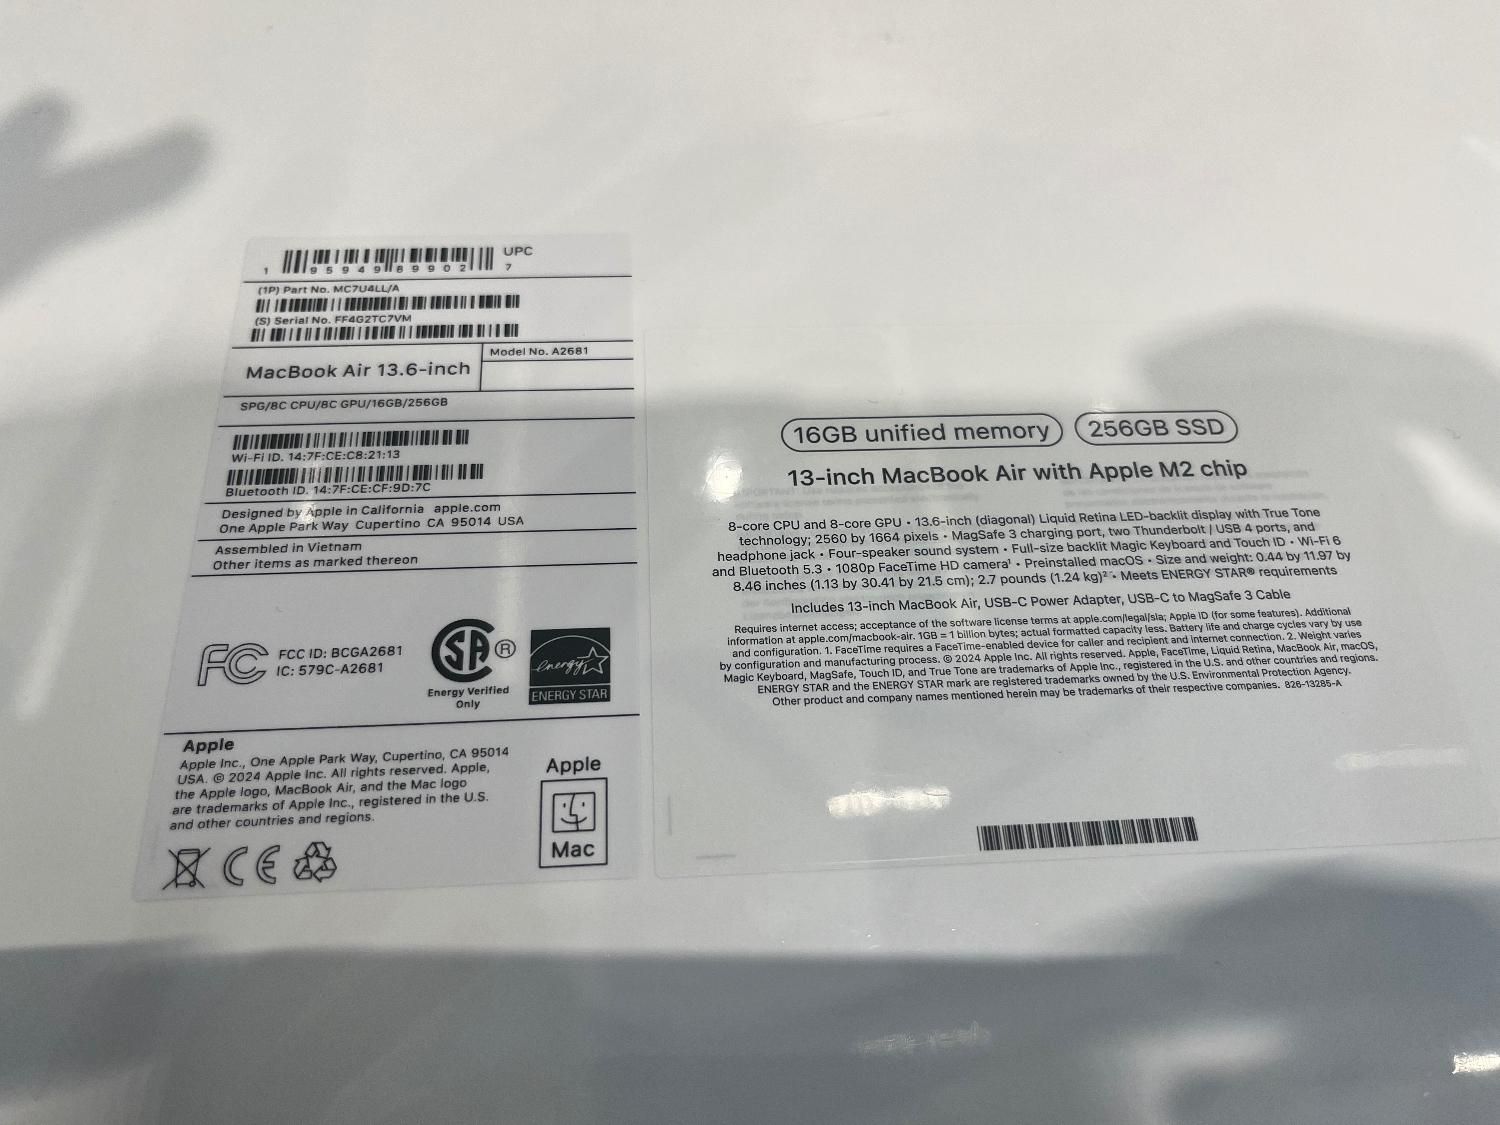 UPC
1 95949 89902 7
(1P) Part No. MC7U4LL/A
(S) Serial No. FF4G2TC7VM
MacBook Air 13.6-inch
Model No. A2681
SPG/8C CPU/8C GPU/16GB/256GB
Wi-Fi ID. 14:7F:CE:C8:21:13
Bluetooth ID. 14:7F:CE:CF:9D:7C
Designed by Apple in California apple.com
One Apple Park Way Cupertino CA 95014 USA
Assembled in Vietnam
Other items as marked thereon
FC
FCC ID: BCGA2681
IC: 579C-A2681
SA ®
Energy Verified
Only
energy
ENERGY STAR
Apple
Apple Inc., One Apple Park Way, Cupertino, CA 95014
USA. © 2024 Apple Inc. All rights reserved. Apple,
the Apple logo, MacBook Air, and the Mac logo
are trademarks of Apple Inc., registered in the U.S.
and other countries and regions.
CE
Apple
Mac
16GB unified memory
256GB SSD
13-inch MacBook Air with Apple M2 chip
8-core CPU and 8-core GPU • 13.6-inch (diagonal) Liquid Retina LED-backlit display with True Tone
technology; 2560 by 1664 pixels • MagSafe 3 charging port, two Thunderbolt / USB 4 ports, and
headphone jack • Four-speaker sound system • Full-size backlit Magic Keyboard and Touch ID • Wi-Fi 6
and Bluetooth 5.3 • 1080p FaceTime HD camera¹ • Preinstalled macOS • Size and weight: 0.44 by 11.97 by
8.46 inches (1.13 by 30.41 by 21.5 cm); 2.7 pounds (1.24 kg)² • Meets ENERGY STAR® requirements
Includes 13-inch MacBook Air, USB-C Power Adapter, USB-C to MagSafe 3 Cable
Requires internet access; acceptance of the software license terms at apple.com/legal/sla; Apple ID (for some features). Additional
information at apple.com/macbook-air. 1GB = 1 billion bytes; actual formatted capacity less. Battery life and charge cycles vary by use
and configuration. 1. FaceTime requires a FaceTime-enabled device for caller and recipient and internet connection. 2. Weight varies
by configuration and manufacturing process. © 2024 Apple Inc. All rights reserved. Apple, FaceTime, Liquid Retina, MacBook Air, macOS,
Magic Keyboard, MagSafe, Touch ID, and True Tone are trademarks of Apple Inc., registered in the U.S. and other countries and regions.
ENERGY STAR and the ENERGY STAR mark are registered trademarks owned by the U.S. Environmental Protection Agency.
Other product and company names mentioned herein may be trademarks of their respective companies. 826-13285-A